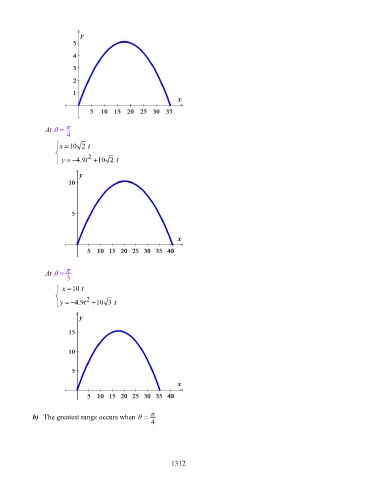 y
5
4
3
2
1
x
5 10 15 20 25 30 35
At θ = π/4
x = 10 2 t
y = −4.9t² + 10 2 t
y
10
5
x
5 10 15 20 25 30 35 40
At θ = π/3
x = 10 t
y = −4.9t² + 10 3 t
y
15
10
5
x
5 10 15 20 25 30 35 40
b) The greatest range occurs when θ = π/4
1312